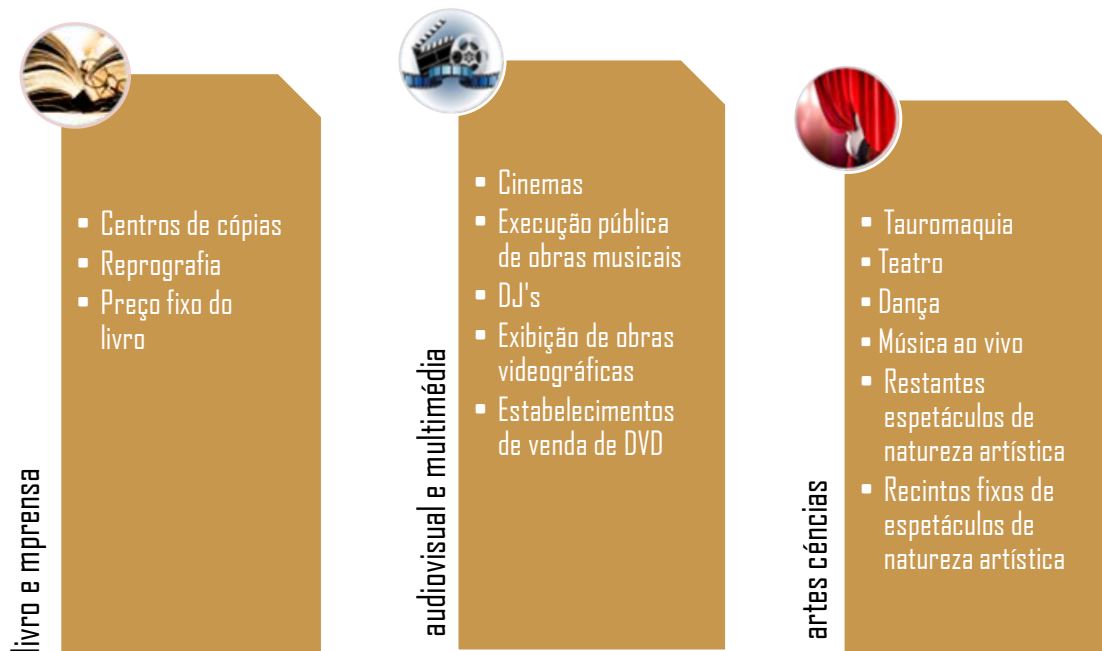 livro e mprensa
▪ Centros de cópias
▪ Reprografia
▪ Preço fixo do
livro
audiovisual e multimédia
▪ Cinemas
▪ Execução pública
de obras musicais
▪ DJ's
▪ Exibição de obras
videográficas
▪ Estabelecimentos
de venda de DVD
artes céncias
▪ Tauromaquia
▪ Teatro
▪ Dança
▪ Música ao vivo
▪ Restantes
espetáculos de
natureza artística
▪ Recintos fixos de
espetáculos de
natureza artística